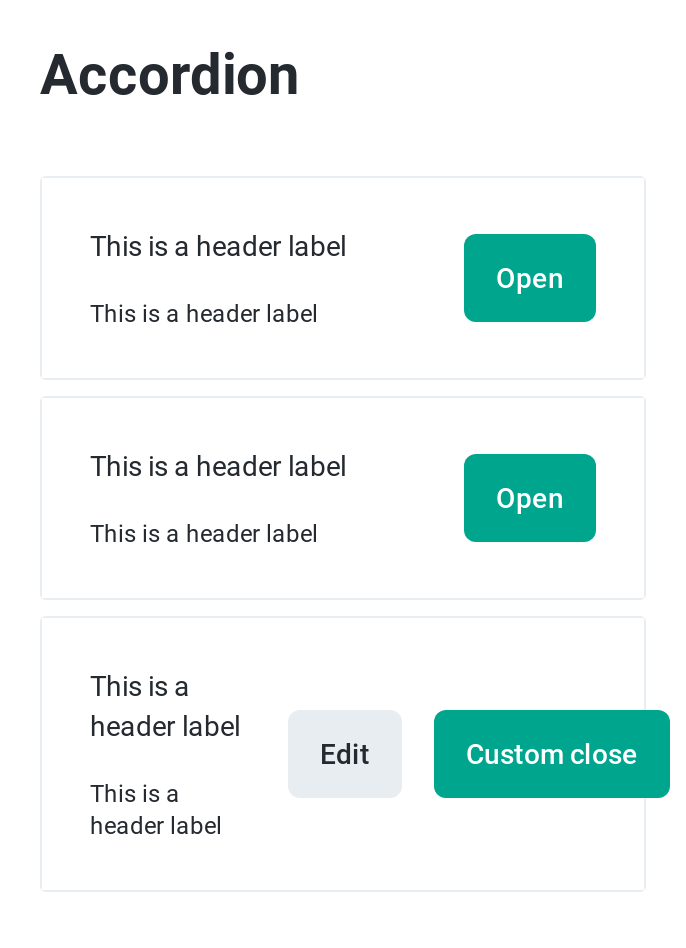 Accordion
This is a header label
Open
This is a header label
This is a header label
Open
This is a header label
This is a
header label
Edit
Custom close
This is a
header label